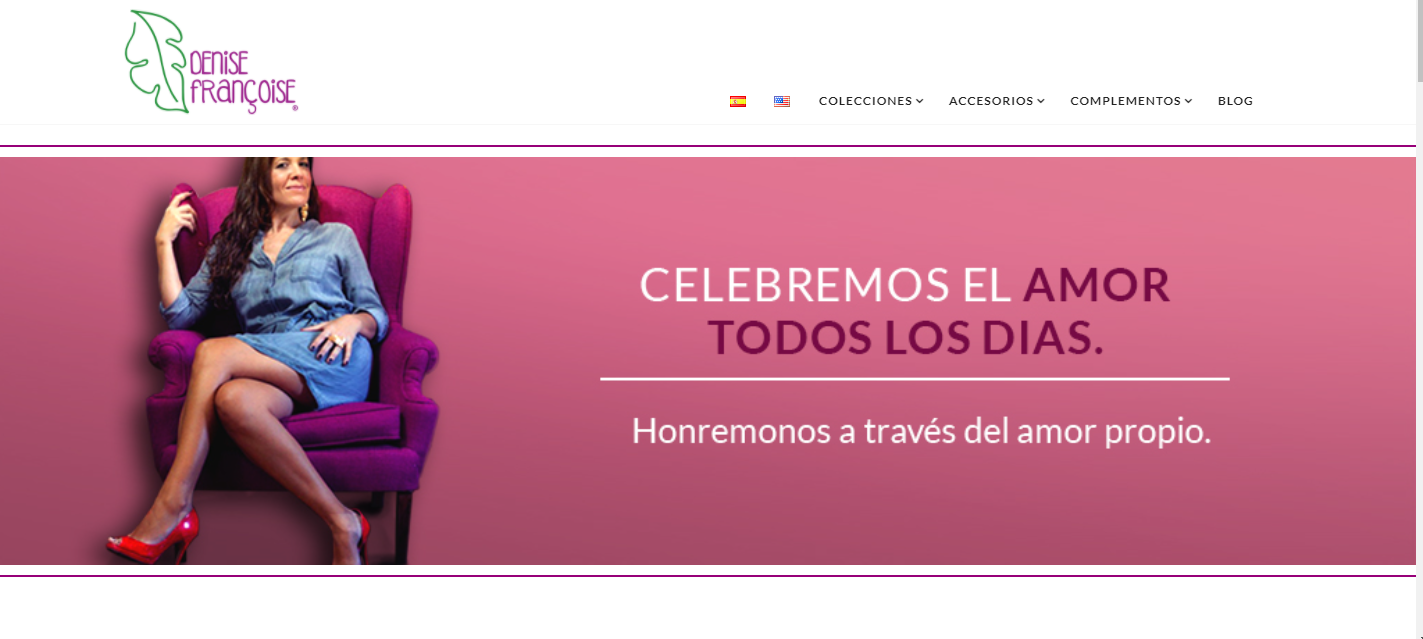 DENISE
FRANÇOISE®
COLECCIONES
ACCESORIOS
COMPLEMENTOS
BLOG
CELEBREMOS EL AMOR
TODOS LOS DIAS.
Honremonos a través del amor propio.